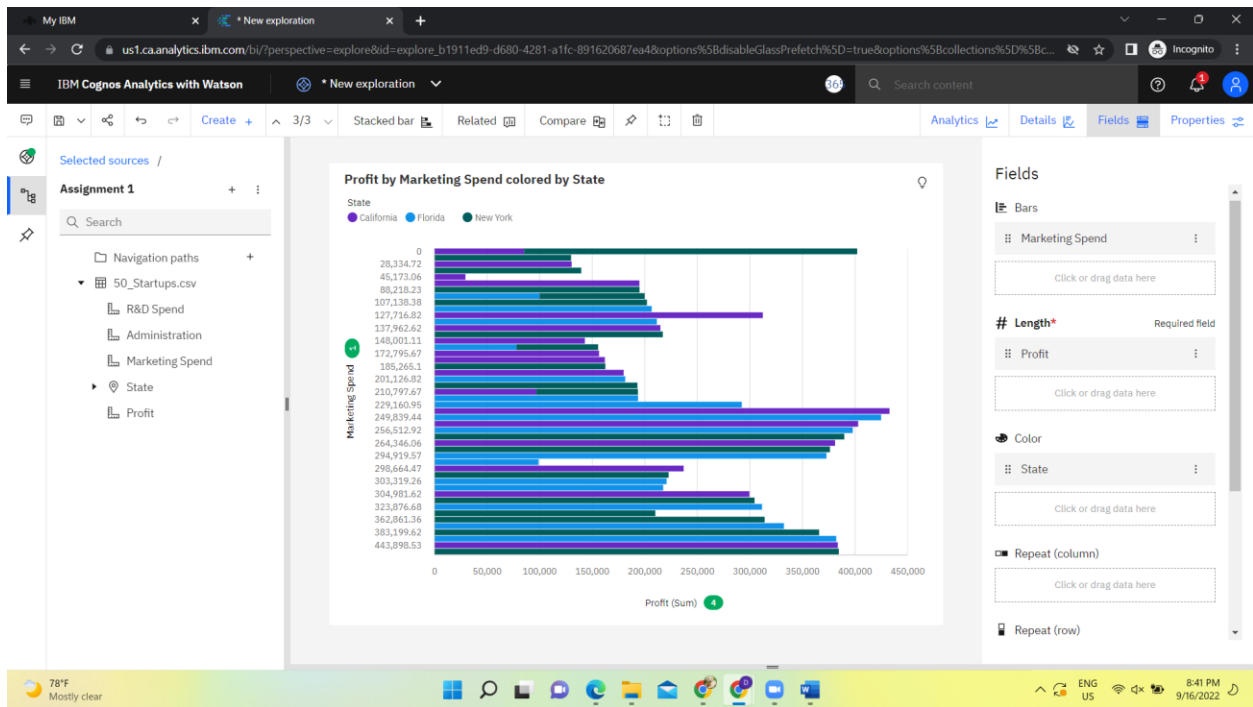 My IBM
* New exploration
us1.ca.analytics.ibm.com/bi/?perspective=explore&id=explore_b1911ed9-d680-4281-a1fc-891620687ea4&options%5BdisableGlassPrefetch%5D=true&options%5Bcollections%5D%5Bc...
Incognito
IBM Cognos Analytics with Watson
* New exploration
Search content
1
Create +
3/3
Stacked bar
Related
Compare
Analytics
Details
Fields
Properties
Selected sources /
Assignment 1
Search
Navigation paths
50_Startups.csv
R&D Spend
Administration
Marketing Spend
State
Profit
Profit by Marketing Spend colored by State
State
California
Florida
New York
Marketing Spend
0
28,334.72
45,173.06
88,218.23
107,138.38
127,716.82
137,962.62
148,001.11
172,795.67
185,265.1
201,126.82
210,797.67
229,160.95
249,839.44
256,512.92
264,346.06
294,919.57
298,664.47
303,319.26
304,981.62
323,876.68
362,861.36
383,199.62
443,898.53
0 50,000 100,000 150,000 200,000 250,000 300,000 350,000 400,000 450,000
Profit (Sum) 4
Fields
Bars
Marketing Spend
Click or drag data here
# Length* Required field
Profit
Click or drag data here
Color
State
Click or drag data here
Repeat (column)
Click or drag data here
Repeat (row)
78°F
Mostly clear
ENG
US
8:41 PM
9/16/2022